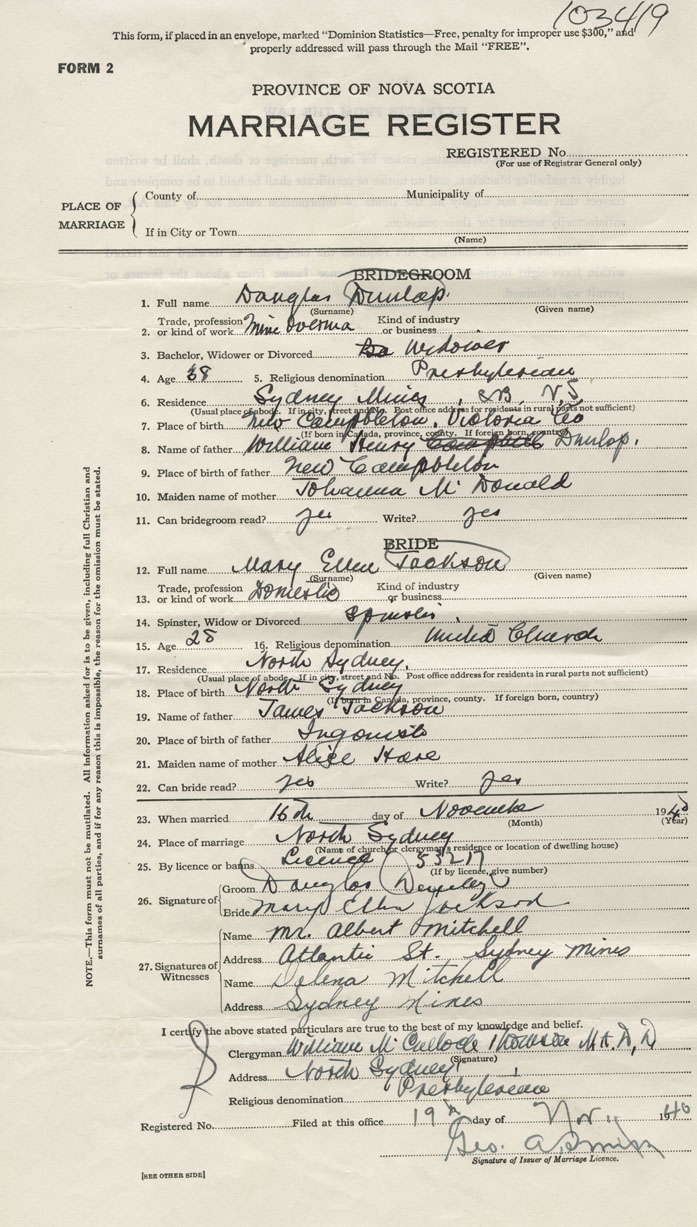 103419
This form, if placed in an envelope, marked "Dominion Statistics—Free, penalty for improper use $300," and
properly addressed will pass through the Mail "FREE".
FORM 2
PROVINCE OF NOVA SCOTIA
MARRIAGE REGISTER
REGISTERED No.
(For use of Registrar General only)
PLACE OF MARRIAGE
County of Municipality of
If in City or Town
(Name)
BRIDEGROOM
1. Full name Douglas Dunlop.
(Surname) (Given name)
2. Trade, profession or kind of work Mine Kind of industry or business
3. Bachelor, Widower or Divorced Widower
4. Age 38 5. Religious denomination Presbyterian
6. Residence Sydney Mines, C.B. N.S
(Usual place of abode. If in city, street and No. Post office address for residents in rural parts not sufficient)
7. Place of birth New Campbelton, Victoria Co
(If born in Canada, province, county. If foreign born, country)
8. Name of father William Henry Campbell Dunlop.
9. Place of birth of father New Campbelton
10. Maiden name of mother Johanna McDonald
11. Can bridegroom read? yes Write? yes
BRIDE
12. Full name Mary Ellen Jackson
(Surname) (Given name)
13. Trade, profession or kind of work Domestic Kind of industry or business
14. Spinster, Widow or Divorced Spinster.
15. Age 28 16. Religious denomination United Church
17. Residence North Sydney.
(Usual place of abode. If in city, street and No. Post office address for residents in rural parts not sufficient)
18. Place of birth North Sydney
(If born in Canada, province, county. If foreign born, country)
19. Name of father James Jackson
20. Place of birth of father Ingonish
21. Maiden name of mother Alice Hare
22. Can bride read? yes Write? yes
23. When married 16th day of November 1940
(Month) (Year)
24. Place of marriage North Sydney
(Name of church or clergyman's residence or location of dwelling house)
25. By licence or banns Licence 53217
(If by licence, give number)
26. Signature of
Groom Douglas Dunlop
Bride Mary Ellen Jackson
27. Signatures of Witnesses
Name Mr. Albert Mitchell
Address Atlantic St. Sydney Mines
Name Delena Mitchell
Address Sydney Mines
I certify the above stated particulars are true to the best of my knowledge and belief.
Clergyman William McCulloch Thomson M.A. D, D
(Signature)
Address North Sydney
Religious denomination Presbyterian
Registered No. Filed at this office 19th day of Nov. 1940
Geo. A. Smith
Signature of Issuer of Marriage Licence.
[SEE OTHER SIDE]
NOTE.—This form must not be mutilated. All information asked for is to be given, including full Christian and
surnames of all parties, and if for any reason this is impossible, the reason for the omission must be stated.